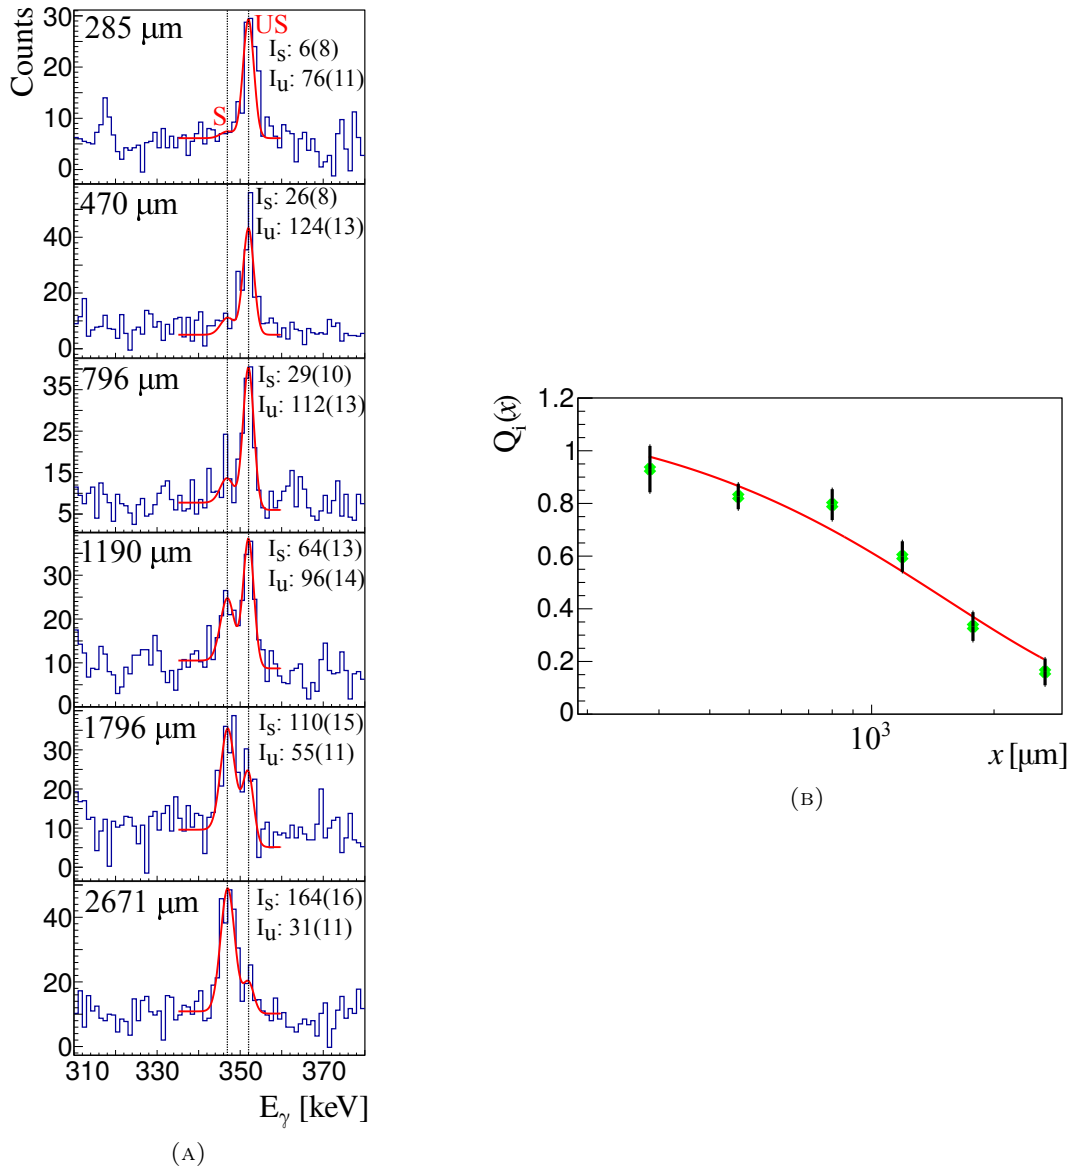 Counts
285 μm
US
S
I_s: 6(8)
I_u: 76(11)
30
20
10
0
470 μm
I_s: 26(8)
I_u: 124(13)
40
20
0
796 μm
I_s: 29(10)
I_u: 112(13)
35
25
15
5
1190 μm
I_s: 64(13)
I_u: 96(14)
30
20
10
0
1796 μm
I_s: 110(15)
I_u: 55(11)
30
20
10
0
2671 μm
I_s: 164(16)
I_u: 31(11)
40
20
0
310 330 350 370
E_γ [keV]
(A)
Q_i(x)
1.2
1
0.8
0.6
0.4
0.2
0
10³
x [μm]
(B)